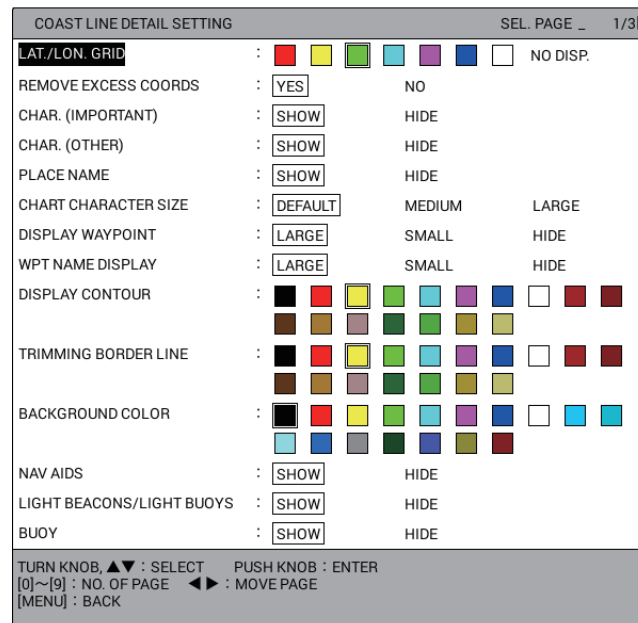 COAST LINE DETAIL SETTING SEL. PAGE _ 1/3
LAT./LON. GRID : NO DISP.
REMOVE EXCESS COORDS : YES NO
CHAR. (IMPORTANT) : SHOW HIDE
CHAR. (OTHER) : SHOW HIDE
PLACE NAME : SHOW HIDE
CHART CHARACTER SIZE : DEFAULT MEDIUM LARGE
DISPLAY WAYPOINT : LARGE SMALL HIDE
WPT NAME DISPLAY : LARGE SMALL HIDE
DISPLAY CONTOUR :
TRIMMING BORDER LINE :
BACKGROUND COLOR :
NAV AIDS : SHOW HIDE
LIGHT BEACONS/LIGHT BUOYS : SHOW HIDE
BUOY : SHOW HIDE
TURN KNOB, ▲▼ : SELECT PUSH KNOB : ENTER
[0]～[9] : NO. OF PAGE ◀ ▶ : MOVE PAGE
[MENU] : BACK